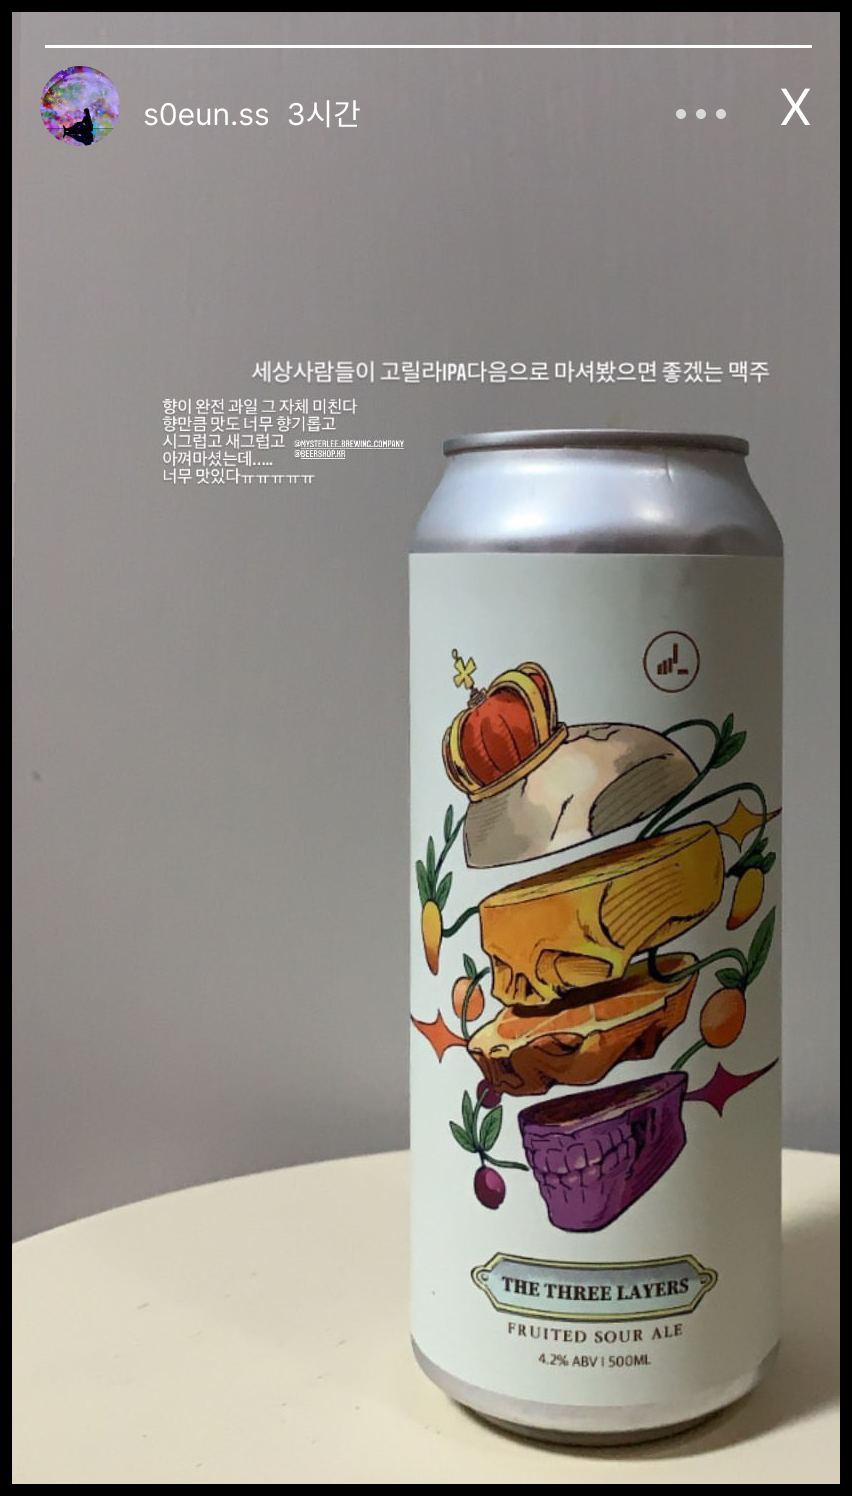 s0eun.ss 3시간
X
세상사람들이 고릴라IPA다음으로 마셔봤으면 좋겠는 맥주
향이 완전 과일 그 자체 미친다
향만큼 맛도 너무 향기롭고
시그럽고 새그럽고 @MYSTERLEE.BREWING.COMPANY
@BEERSHOP.KR
아껴마셨는데.....
너무 맛있다ㅠㅠㅠㅠㅠ
THE THREE LAYERS
FRUITED SOUR ALE
4.2% ABV | 500ML